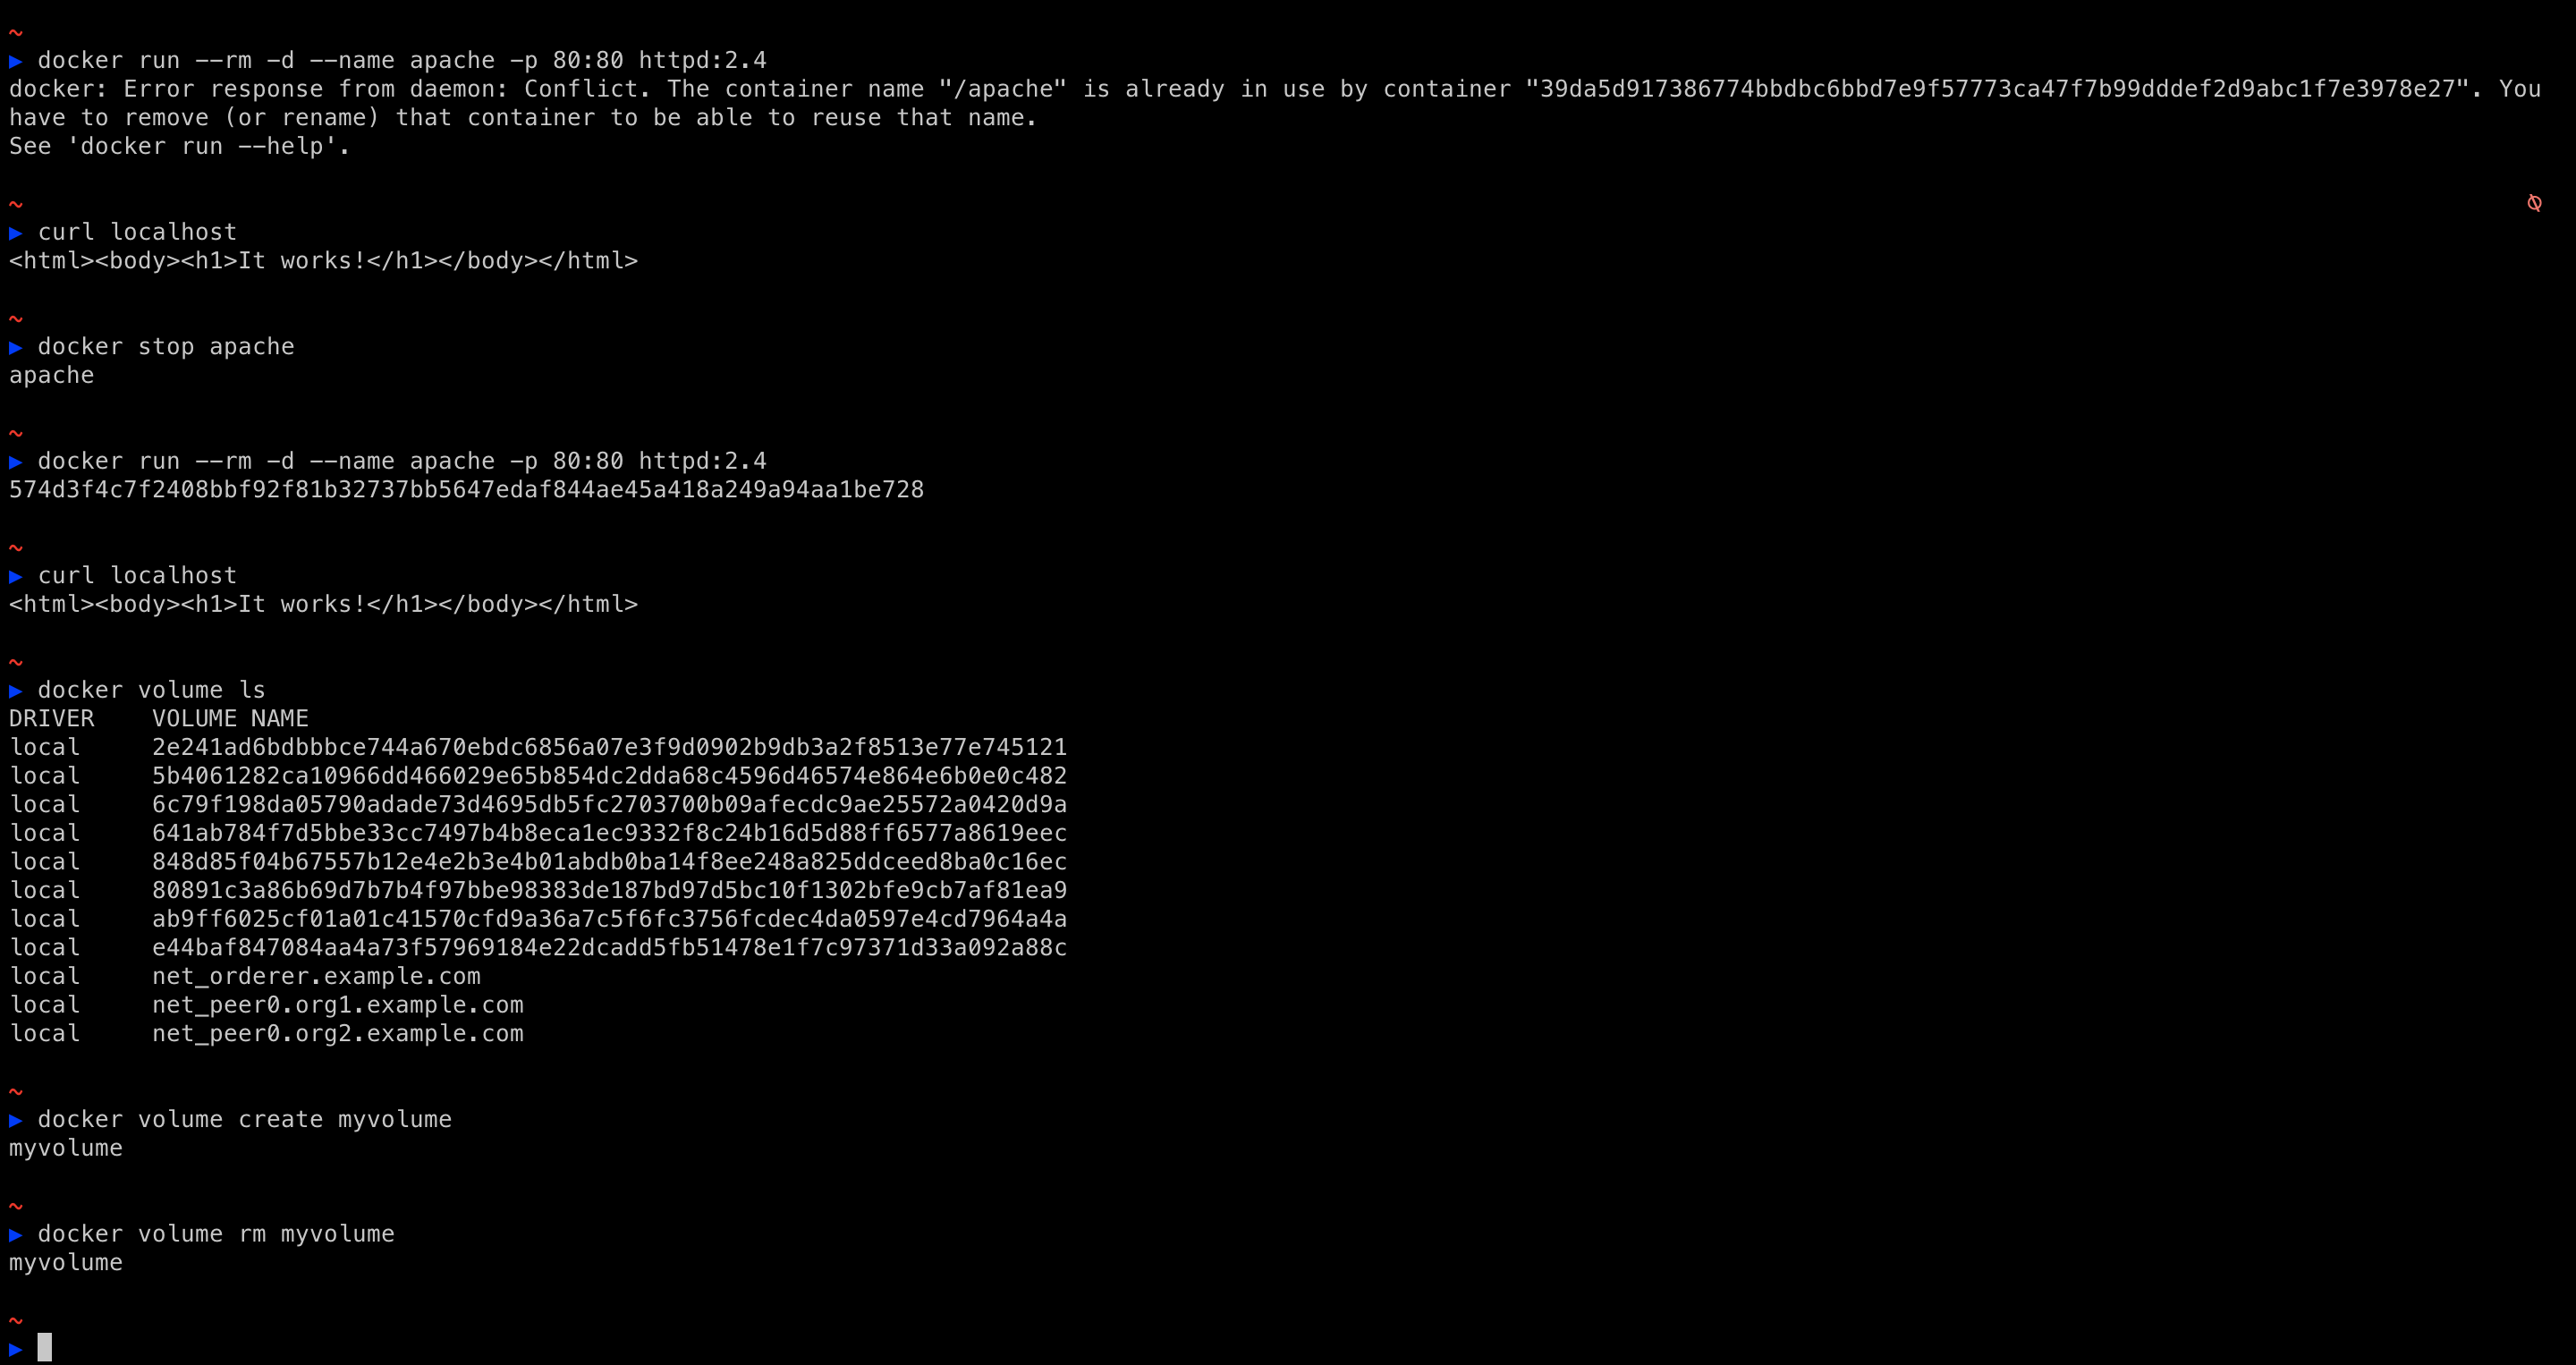 ~
▶ docker run --rm -d --name apache -p 80:80 httpd:2.4
docker: Error response from daemon: Conflict. The container name "/apache" is already in use by container "39da5d917386774bbdbc6bbd7e9f57773ca47f7b99dddef2d9abc1f7e3978e27". You
have to remove (or rename) that container to be able to reuse that name.
See 'docker run --help'.
~
▶ curl localhost
<html><body><h1>It works!</h1></body></html>
~
▶ docker stop apache
apache
~
▶ docker run --rm -d --name apache -p 80:80 httpd:2.4
574d3f4c7f2408bbf92f81b32737bb5647edaf844ae45a418a249a94aa1be728
~
▶ curl localhost
<html><body><h1>It works!</h1></body></html>
~
▶ docker volume ls
DRIVER    VOLUME NAME
local     2e241ad6bdbbbce744a670ebdc6856a07e3f9d0902b9db3a2f8513e77e745121
local     5b4061282ca10966dd466029e65b854dc2dda68c4596d46574e864e6b0e0c482
local     6c79f198da05790adade73d4695db5fc2703700b09afecdc9ae25572a0420d9a
local     641ab784f7d5bbe33cc7497b4b8eca1ec9332f8c24b16d5d88ff6577a8619eec
local     848d85f04b67557b12e4e2b3e4b01abdb0ba14f8ee248a825ddceed8ba0c16ec
local     80891c3a86b69d7b7b4f97bbe98383de187bd97d5bc10f1302bfe9cb7af81ea9
local     ab9ff6025cf01a01c41570cfd9a36a7c5f6fc3756fcdec4da0597e4cd7964a4a
local     e44baf847084aa4a73f57969184e22dcadd5fb51478e1f7c97371d33a092a88c
local     net_orderer.example.com
local     net_peer0.org1.example.com
local     net_peer0.org2.example.com
~
▶ docker volume create myvolume
myvolume
~
▶ docker volume rm myvolume
myvolume
~
▶